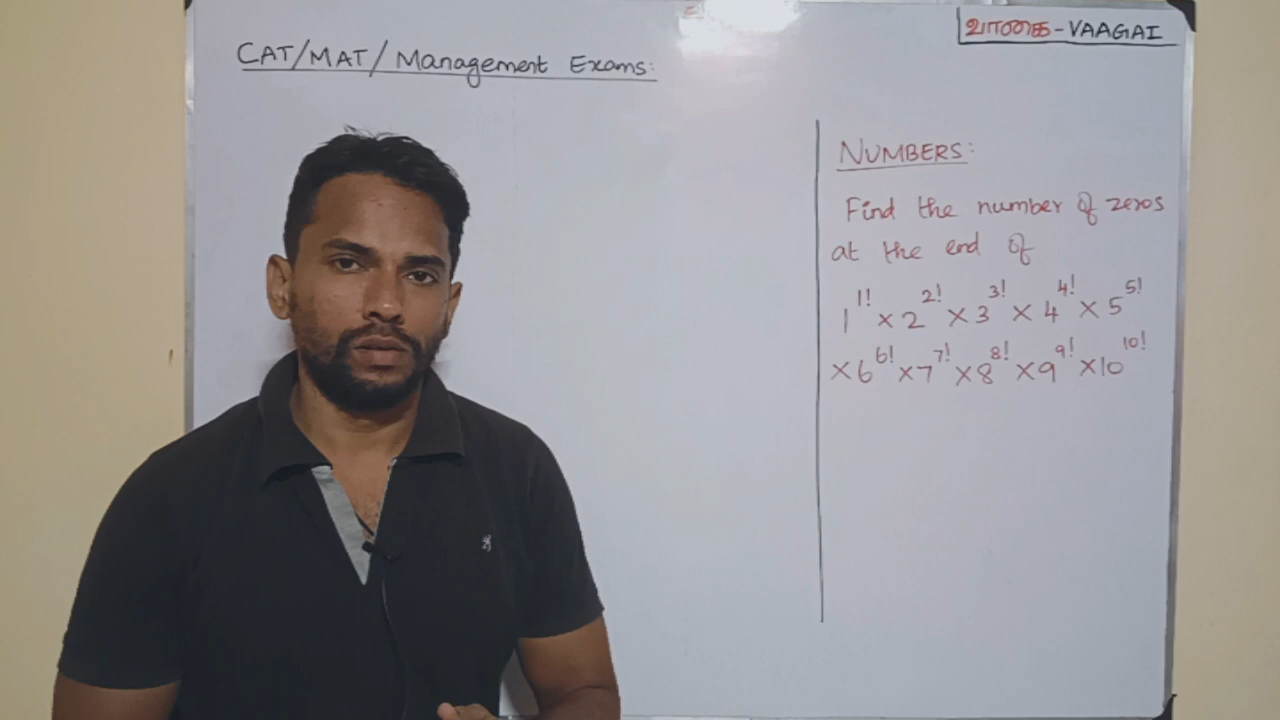 CAT/MAT/Management Exams:
வாகை-VAAGAI
NUMBERS:
Find the number of zeros
at the end of
1^1! × 2^2! × 3^3! × 4^4! × 5^5!
×6^6! ×7^7! ×8^8! ×9^9! ×10^10!